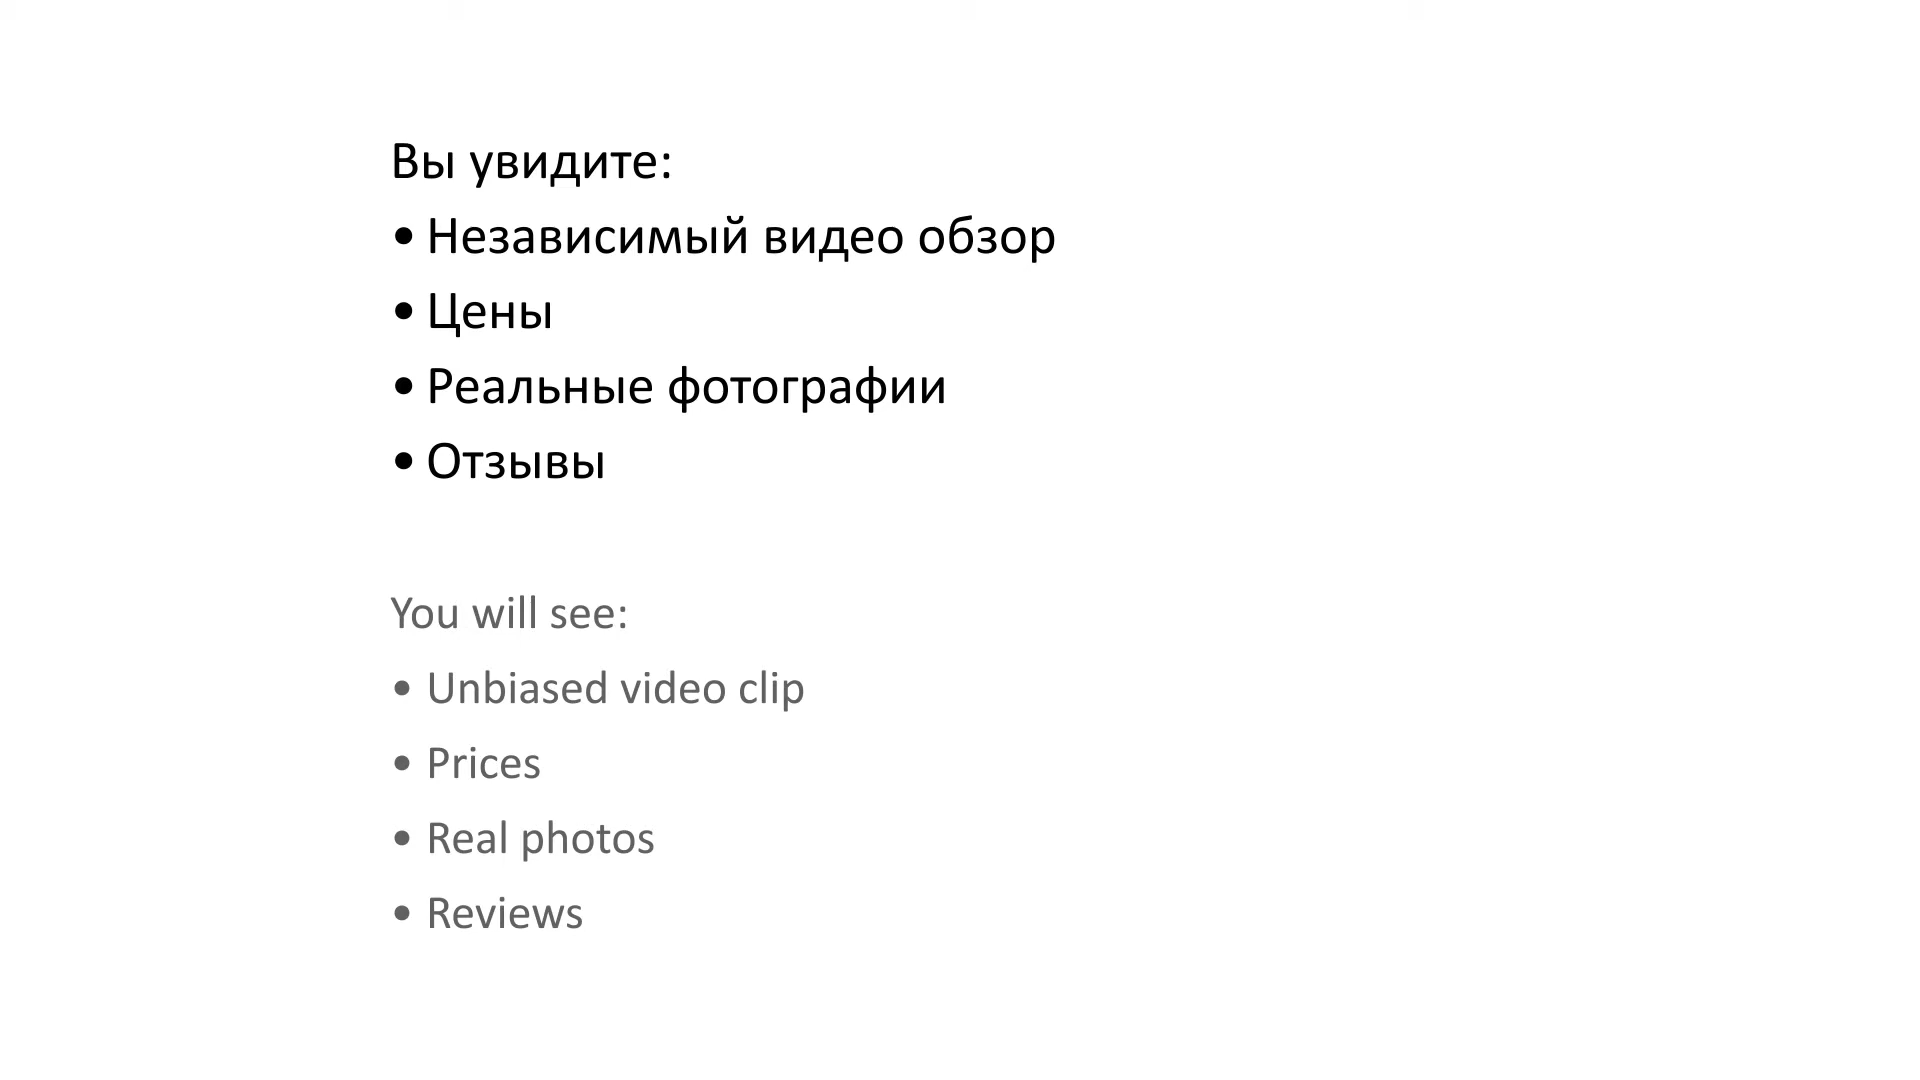 Вы увидите:
• Независимый видео обзор
• Цены
• Реальные фотографии
• Отзывы
You will see:
• Unbiased video clip
• Prices
• Real photos
• Reviews